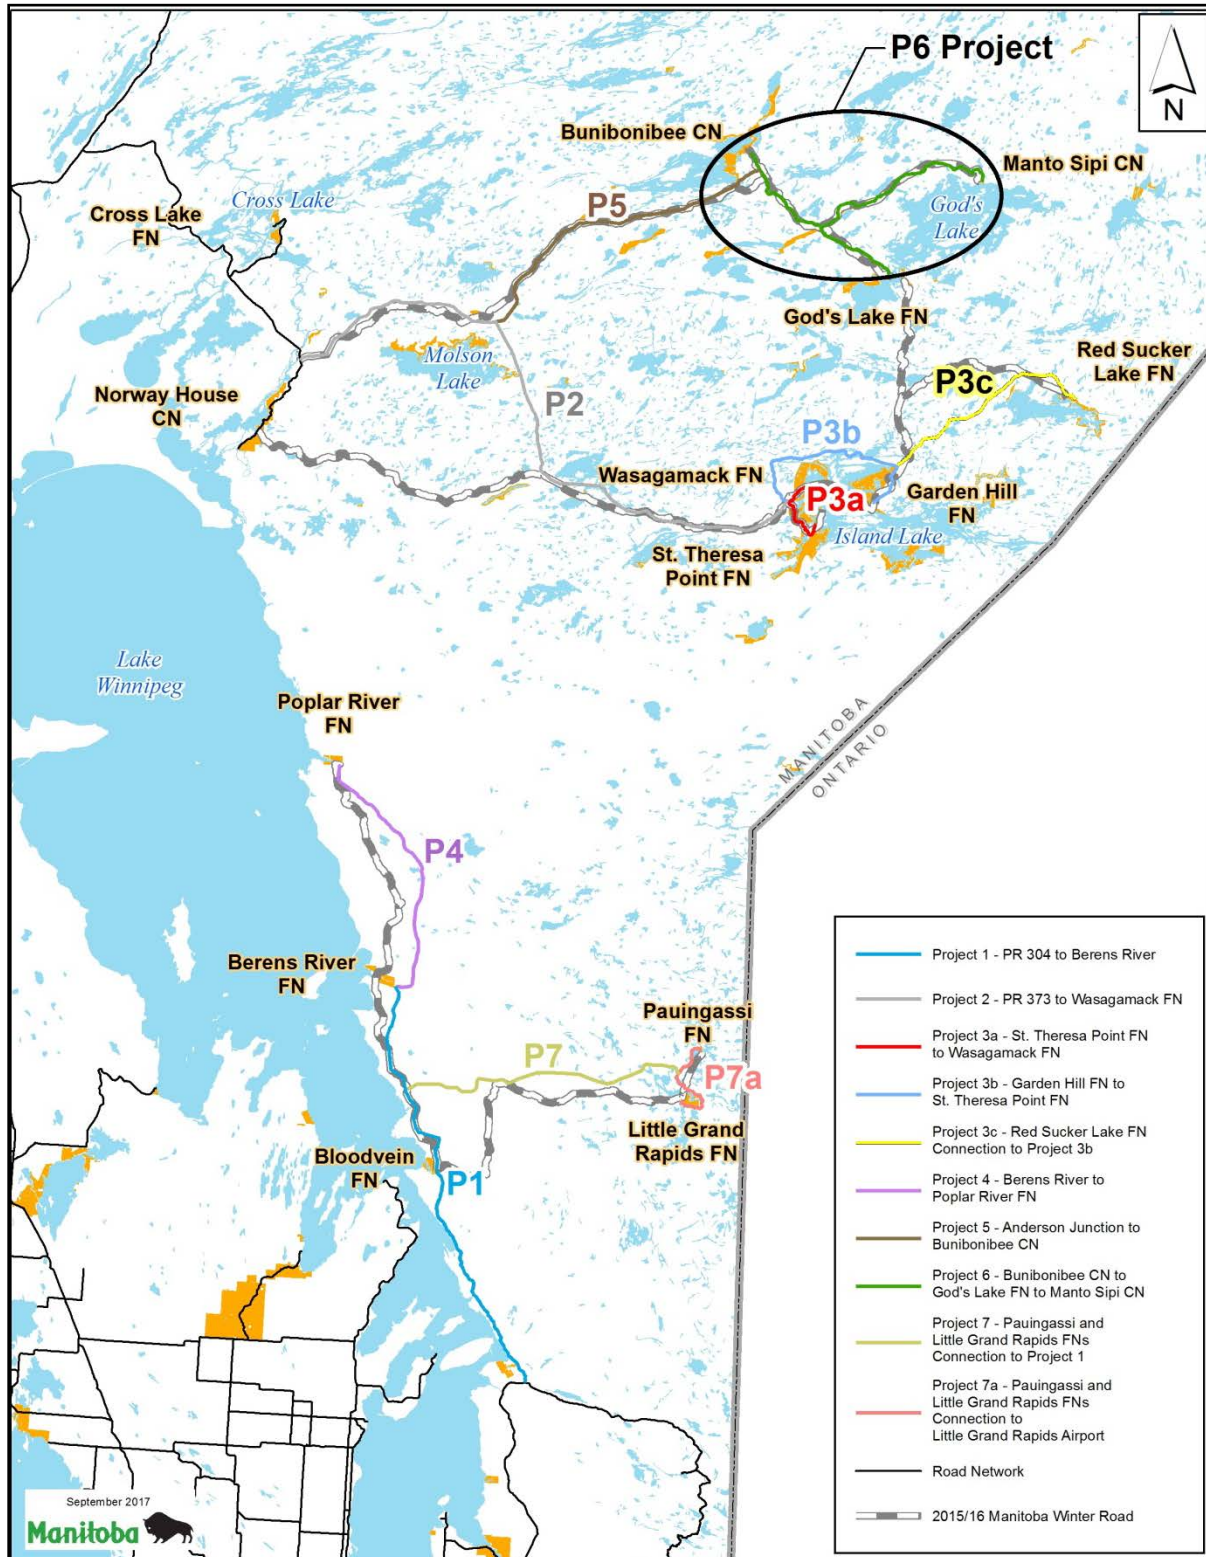 P6 Project
N
Bunibonibee CN
Manto Sipi CN
Cross Lake
FN
Cross Lake
P5
God's
Lake
God's Lake FN
Molson
Lake
Red Sucker
Lake FN
P3c
Norway House
CN
P2
P3b
Wasagamack FN
P3a
Garden Hill
FN
Island Lake
St. Theresa
Point FN
Lake
Winnipeg
Poplar River
FN
MANITOBA
ONTARIO
P4
Berens River
FN
Pauingassi
FN
P7
P7a
Little Grand
Rapids FN
Bloodvein
FN
P1
Project 1 - PR 304 to Berens River
Project 2 - PR 373 to Wasagamack FN
Project 3a - St. Theresa Point FN
to Wasagamack FN
Project 3b - Garden Hill FN to
St. Theresa Point FN
Project 3c - Red Sucker Lake FN
Connection to Project 3b
Project 4 - Berens River to
Poplar River FN
Project 5 - Anderson Junction to
Bunibonibee CN
Project 6 - Bunibonibee CN to
God's Lake FN to Manto Sipi CN
Project 7 - Pauingassi and
Little Grand Rapids FNs
Connection to Project 1
Project 7a - Pauingassi and
Little Grand Rapids FNs
Connection to
Little Grand Rapids Airport
Road Network
2015/16 Manitoba Winter Road
September 2017
Manitoba